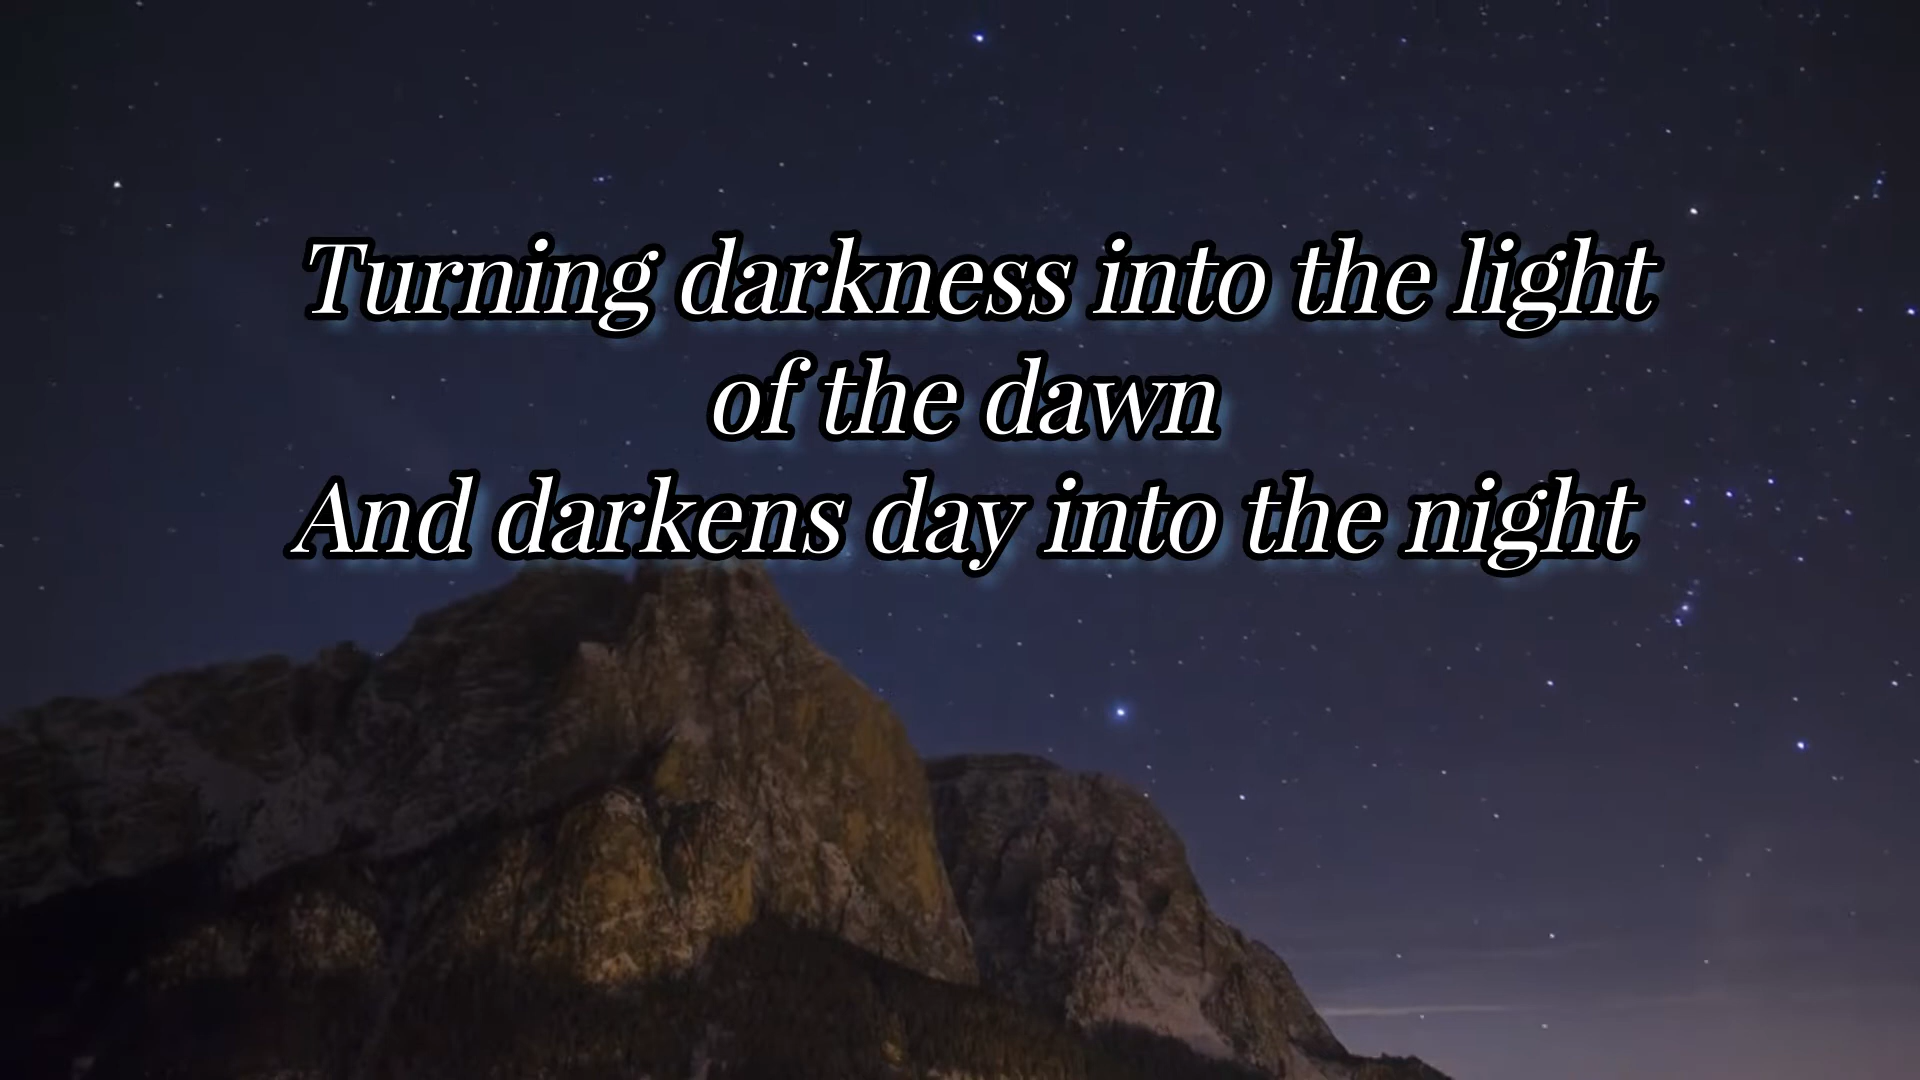 Turning darkness into the light
of the dawn
And darkens day into the night